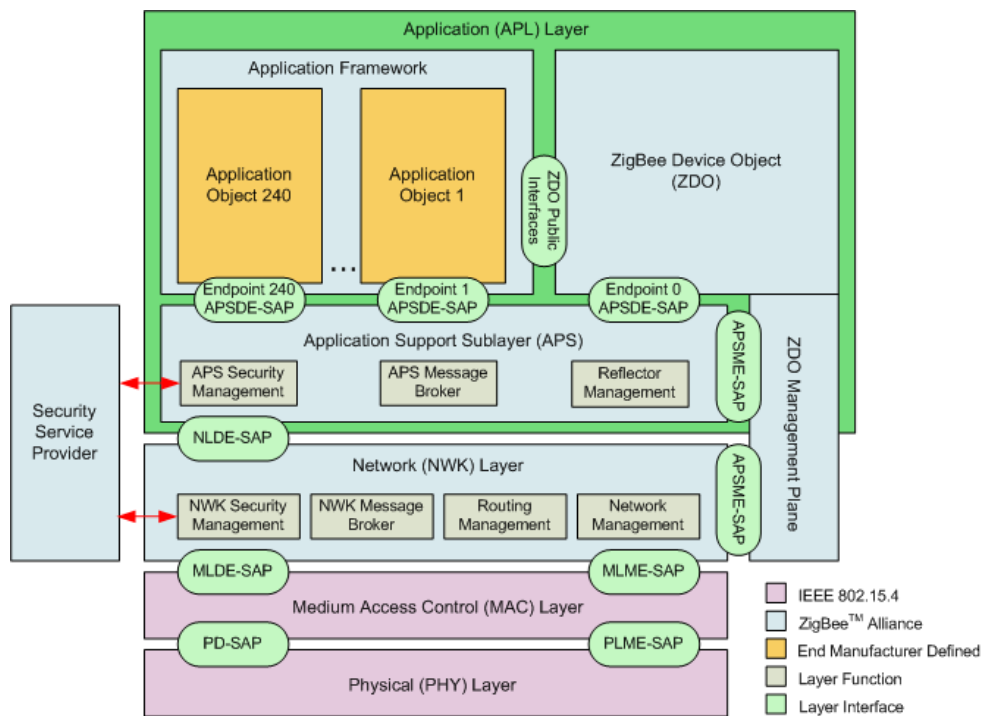 Application (APL) Layer
Application Framework
Application
Object 240
...
Application
Object 1
ZDO Public
Interfaces
ZigBee Device Object
(ZDO)
Endpoint 240
APSDE-SAP
Endpoint 1
APSDE-SAP
Endpoint 0
APSDE-SAP
Application Support Sublayer (APS)
APS Security
Management
APS Message
Broker
Reflector
Management
APSME-SAP
ZDO Management Plane
Security
Service
Provider
NLDE-SAP
Network (NWK) Layer
NWK Security
Management
NWK Message
Broker
Routing
Management
Network
Management
APSME-SAP
MLDE-SAP
MLME-SAP
Medium Access Control (MAC) Layer
PD-SAP
PLME-SAP
Physical (PHY) Layer
IEEE 802.15.4
ZigBee™ Alliance
End Manufacturer Defined
Layer Function
Layer Interface